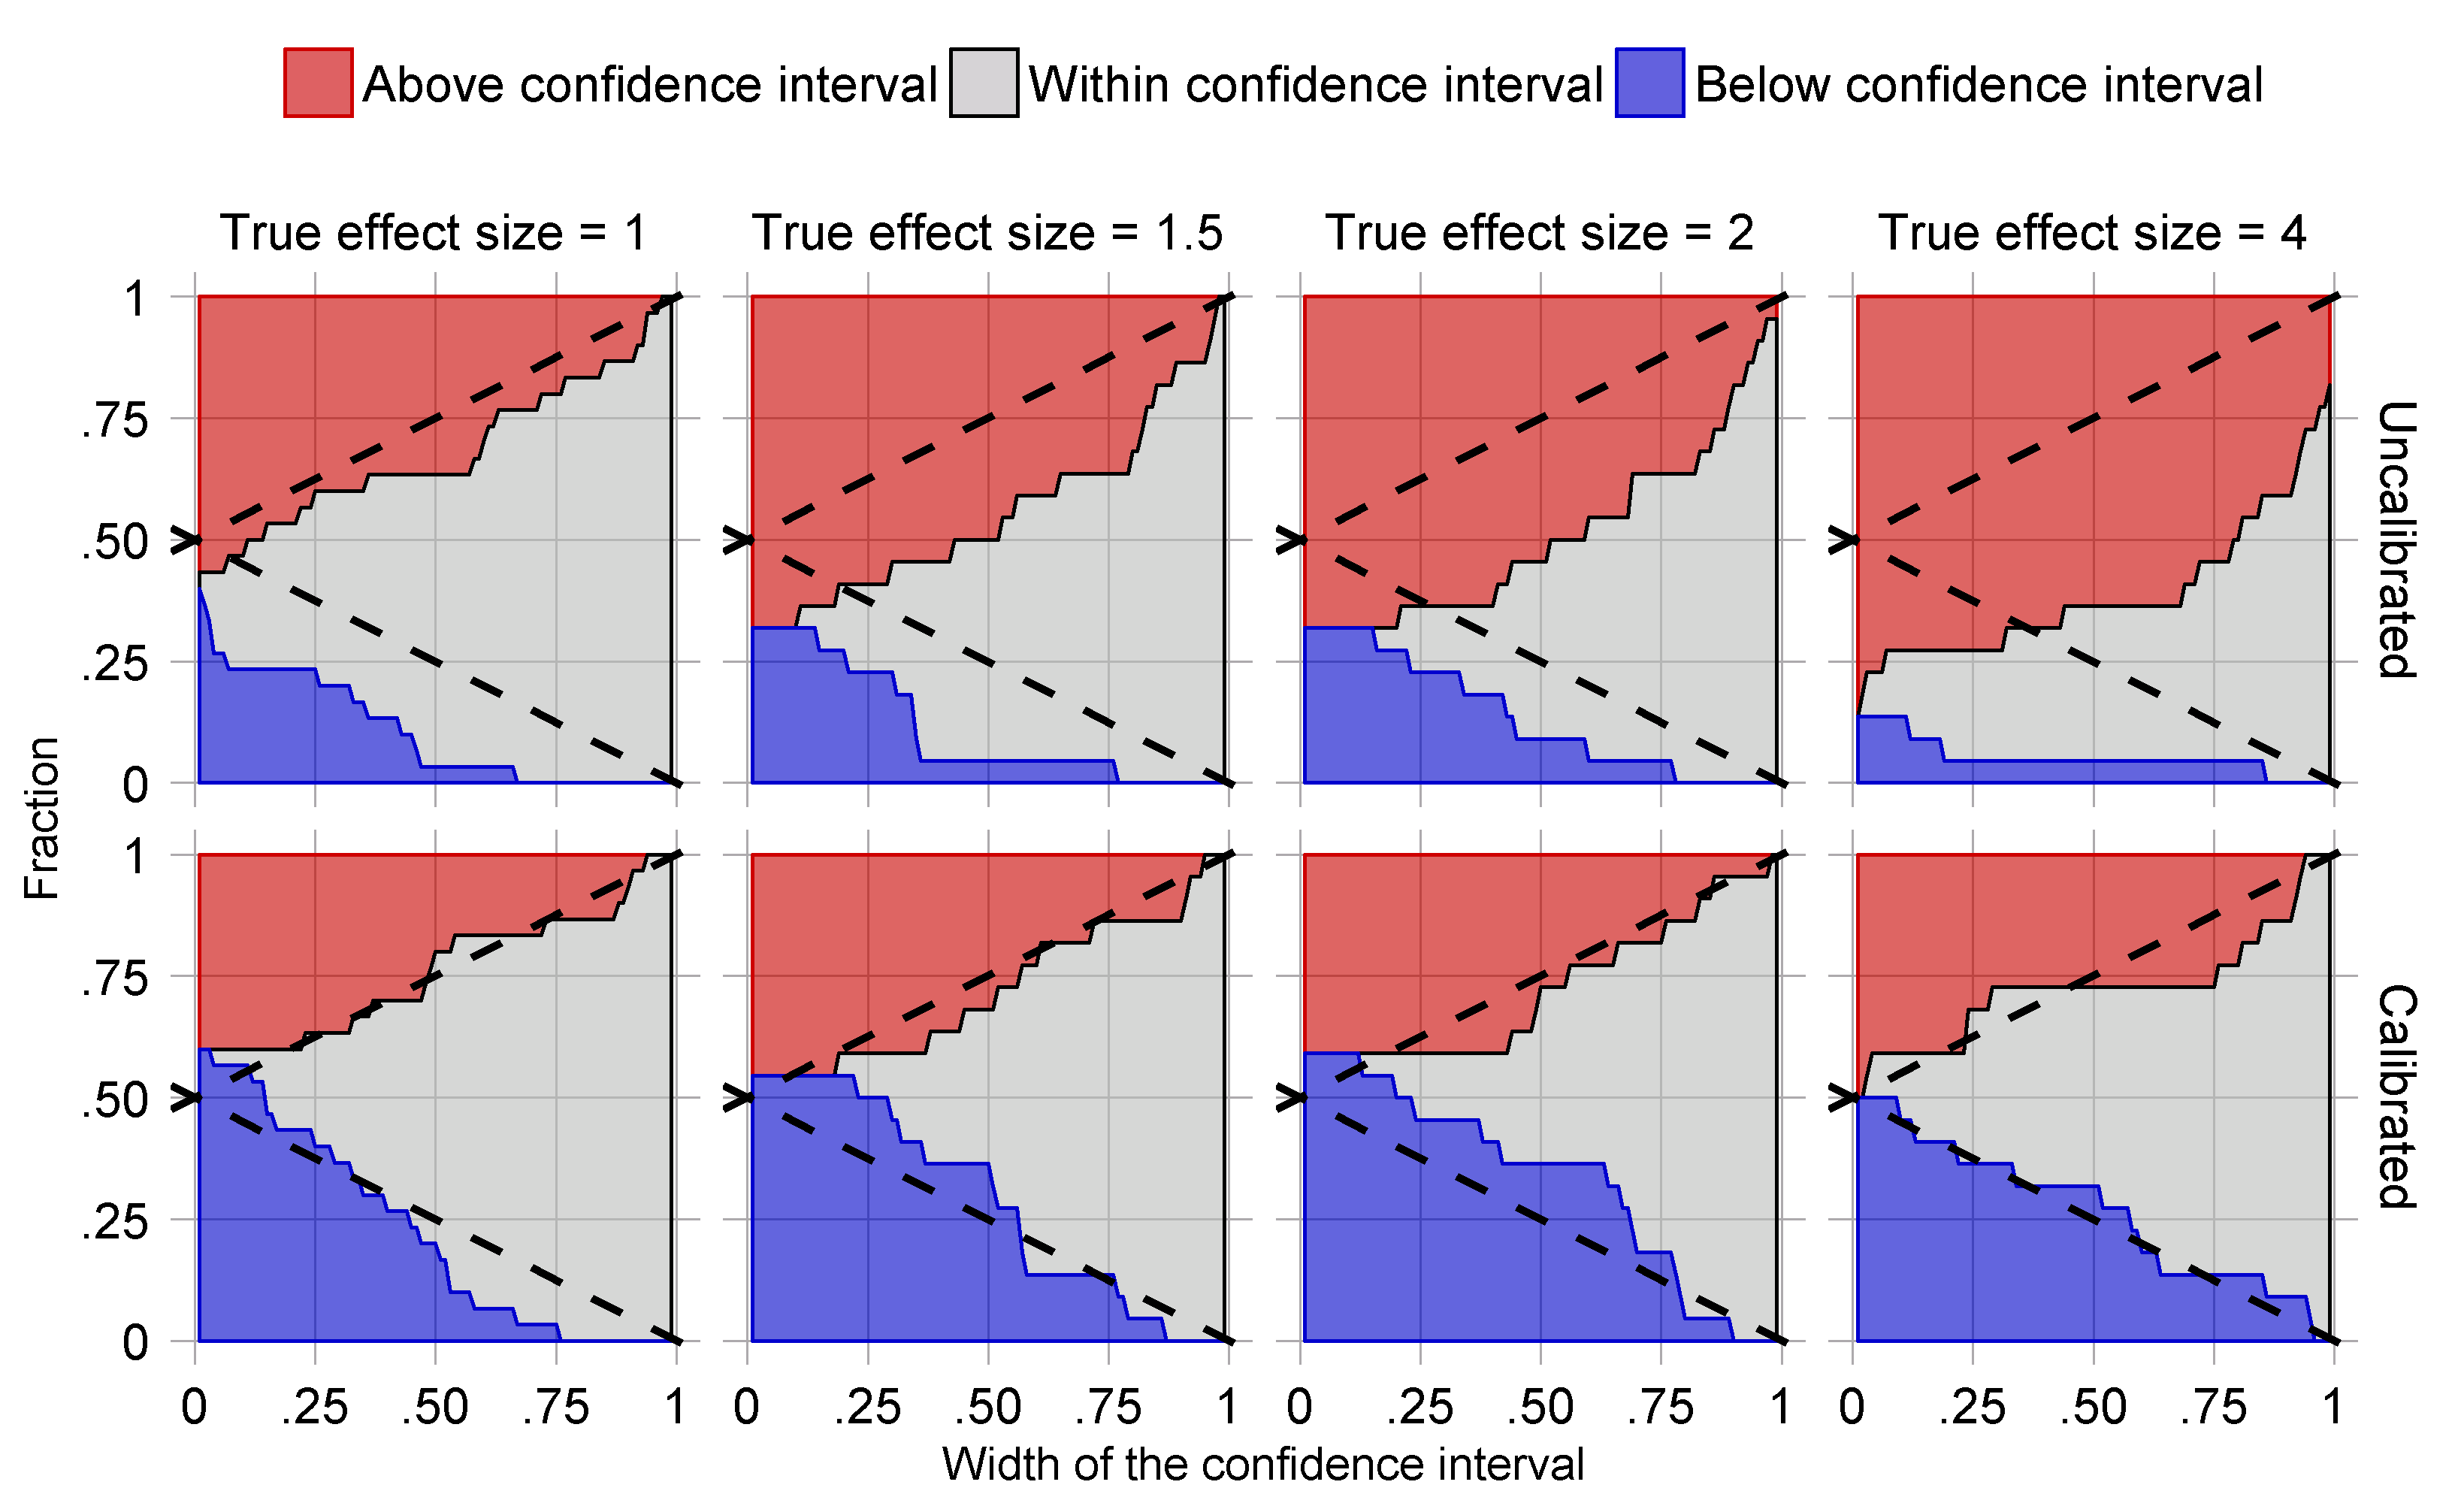 Above confidence interval Within confidence interval Below confidence interval
True effect size = 1 True effect size = 1.5 True effect size = 2 True effect size = 4
1
.75
.50
.25
0
Uncalibrated
Fraction
1
.75
.50
.25
0
Calibrated
0 .25 .50 .75 1 0 .25 .50 .75 1 0 .25 .50 .75 1 0 .25 .50 .75 1
Width of the confidence interval